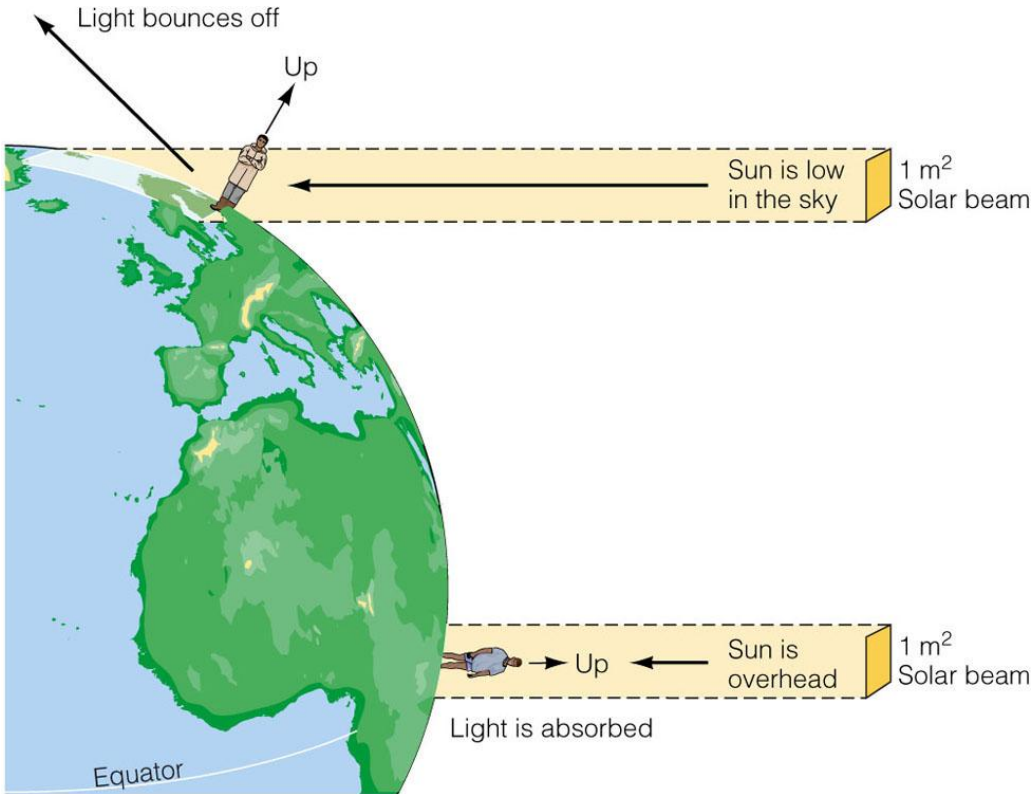 Light bounces off
Up
Sun is low
in the sky
1 m²
Solar beam
Up
Sun is
overhead
1 m²
Solar beam
Light is absorbed
Equator